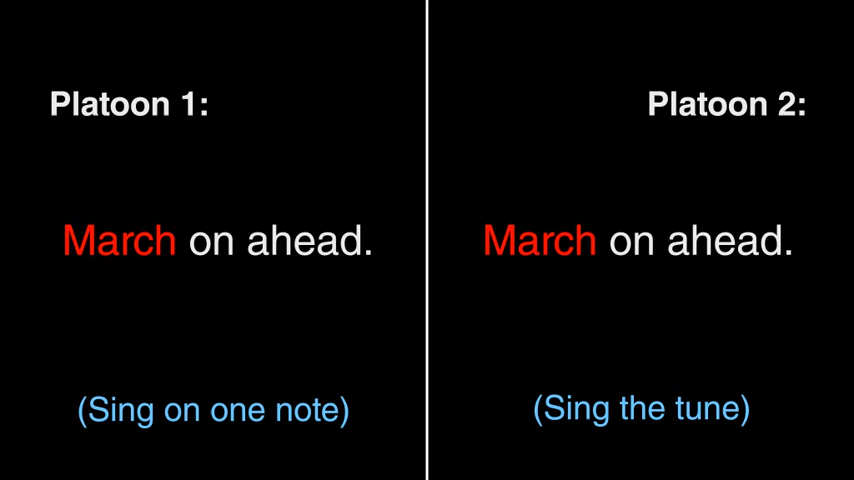 Platoon 1:
March on ahead.
(Sing on one note)
Platoon 2:
March on ahead.
(Sing the tune)